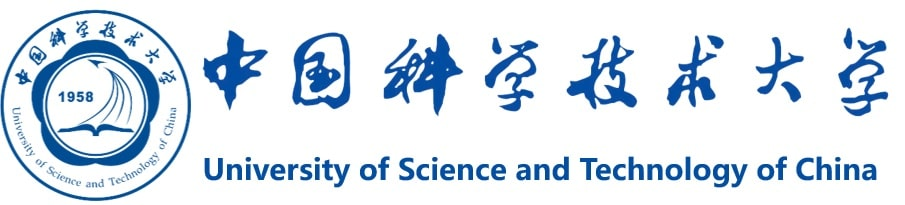 中国科学技术大学
1958
University of Science and Technology of China
中国科学技术大学
University of Science and Technology of China